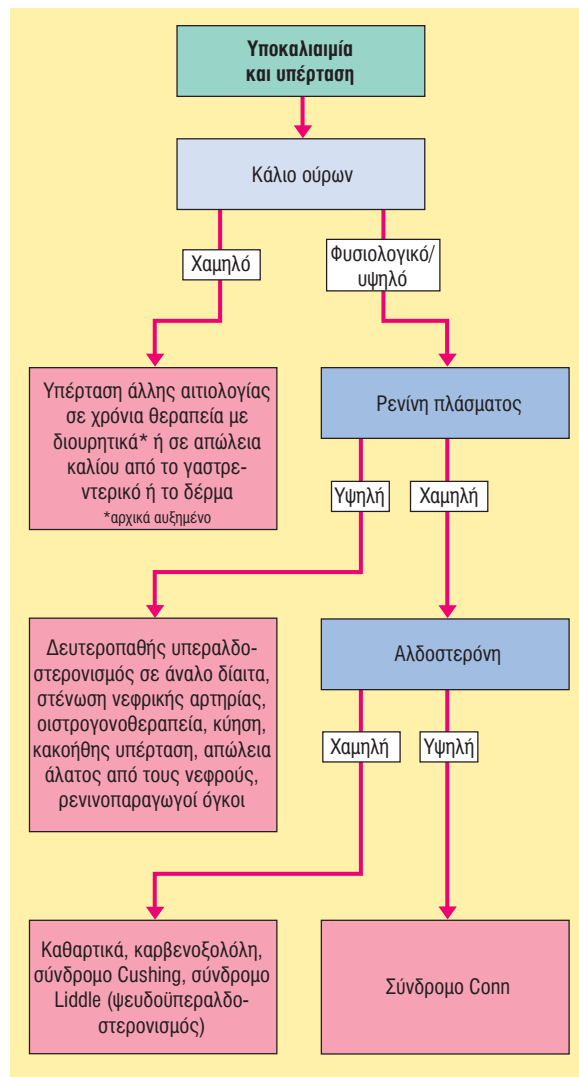 Υποκαλιαιμία
και υπέρταση
Κάλιο ούρων
Χαμηλό
Φυσιολογικό/
υψηλό
Υπέρταση άλλης αιτιολογίας
σε χρόνια θεραπεία με
διουρητικά* ή σε απώλεια
καλίου από το γαστρε-
ντερικό ή το δέρμα
*αρχικά αυξημένο
Ρενίνη πλάσματος
Υψηλή
Χαμηλή
Δευτεροπαθής υπεραλδο-
στερονισμός σε άναλο δίαιτα,
στένωση νεφρικής αρτηρίας,
οιστρογονοθεραπεία, κύηση,
κακοήθης υπέρταση, απώλεια
άλατος από τους νεφρούς,
ρενινοπαραγωγοί όγκοι
Αλδοστερόνη
Χαμηλή
Υψηλή
Καθαρτικά, καρβενοξολόλη,
σύνδρομο Cushing, σύνδρομο
Liddle (ψευδοϋπεραλδο-
στερονισμός)
Σύνδρομο Conn